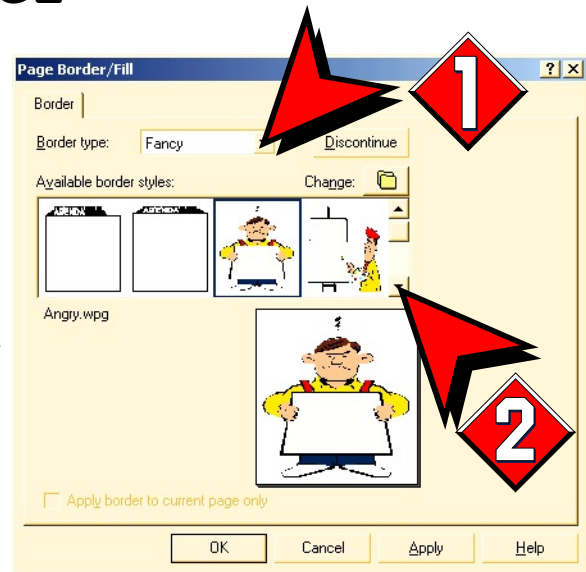 Page Border/Fill
1
Border
Border type: Fancy Discontinue
Available border styles: Change:
AGENDA AGENDA
Angry.wpg
2
Apply border to current page only
OK Cancel Apply Help